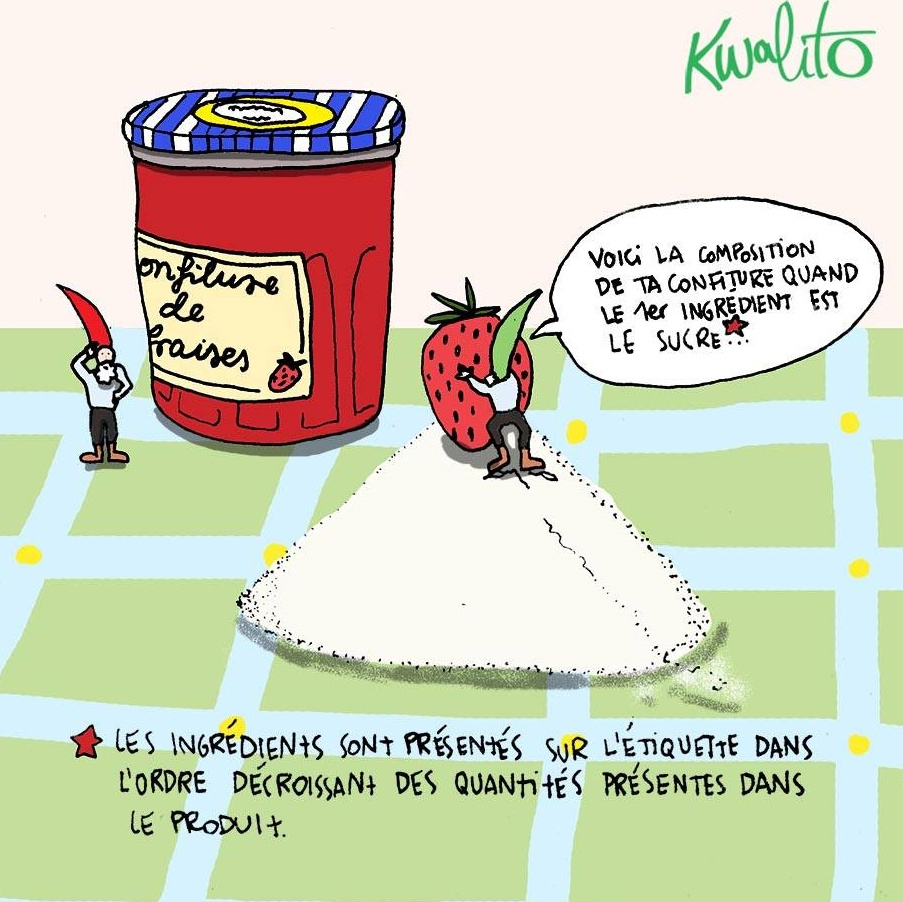 Kwalito
onfiture
de
fraises
VOICI LA COMPOSITION
DE TA CONFITURE QUAND
LE 1er INGREDIENT EST
LE SUCRE...
LES INGRÉDIENTS SONT PRÉSENTÉS SUR L'ÉTIQUETTE DANS
L'ORDRE DÉCROISSANT DES QUANTITÉS PRÉSENTES DANS
LE PRODUIT.